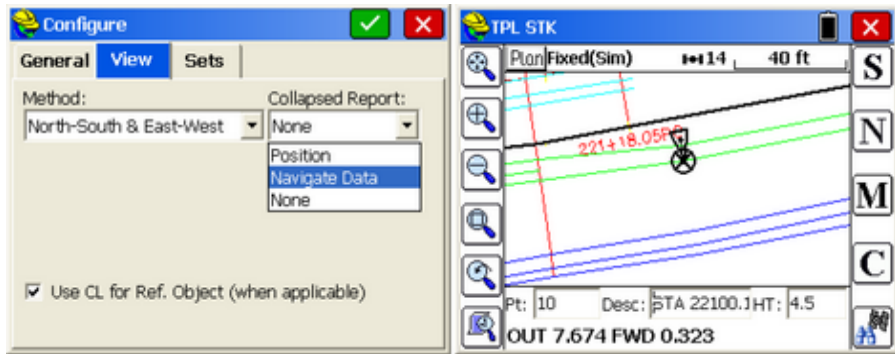 Configure
General View Sets
Method: Collapsed Report:
North-South & East-West None
Position
Navigate Data
None
Use CL for Ref. Object (when applicable)
TPL STK
Plan Fixed(Sim) 14 40 ft
S
N
M
C
221+18.05
Pt: 10 Desc: STA 22100.1 HT: 4.5
OUT 7.674 FWD 0.323